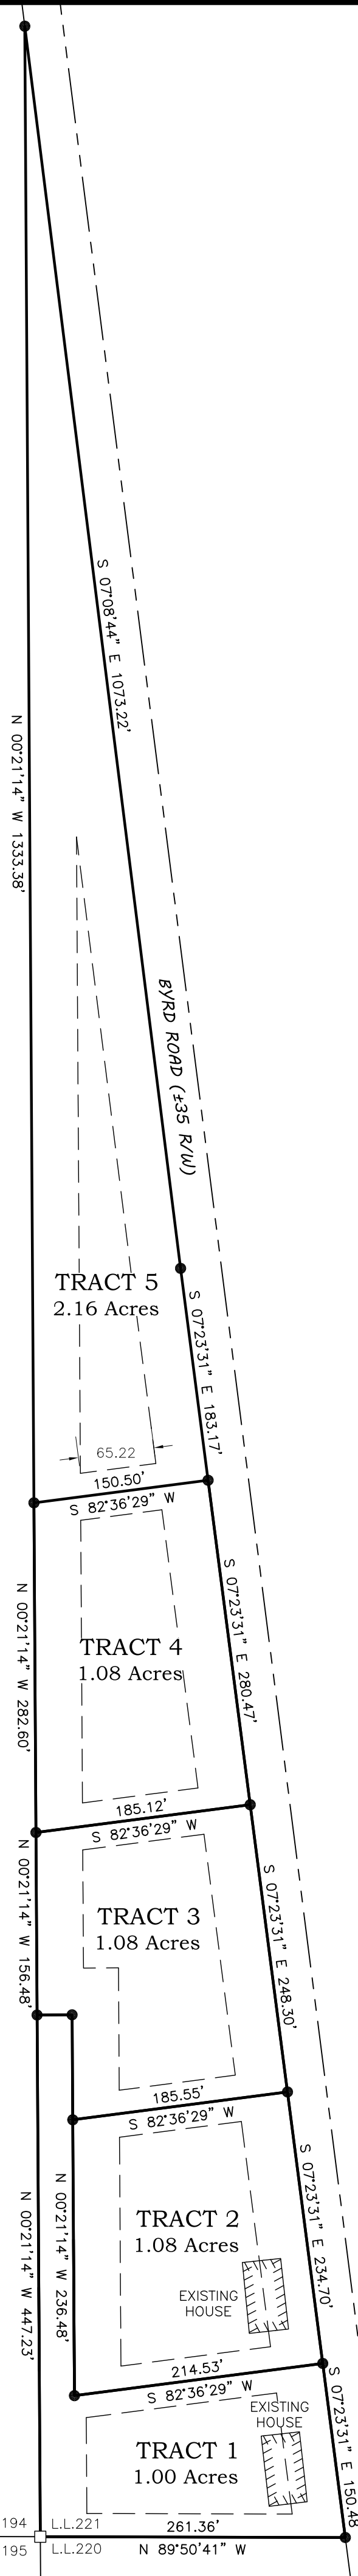 S 07°08'44" E 1073.22'
N 00°21'14" W 1333.38'
BYRD ROAD (±35 R/W)
TRACT 5
2.16 Acres
S 07°23'31" E 183.17'
65.22
150.50'
S 82°36'29" W
S 07°23'31" E 280.47'
N 00°21'14" W 282.60'
TRACT 4
1.08 Acres
185.12'
S 82°36'29" W
N 00°21'14" W 156.48'
S 07°23'31" E 248.30'
TRACT 3
1.08 Acres
185.55'
S 82°36'29" W
N 00°21'14" W 447.23'
N 00°21'14" W 236.48'
S 07°23'31" E 234.70'
TRACT 2
1.08 Acres
EXISTING
HOUSE
214.53'
S 82°36'29" W
S 07°23'31" E 150.48
EXISTING
HOUSE
TRACT 1
1.00 Acres
194 L.L.221
261.36'
195 L.L.220
N 89°50'41" W